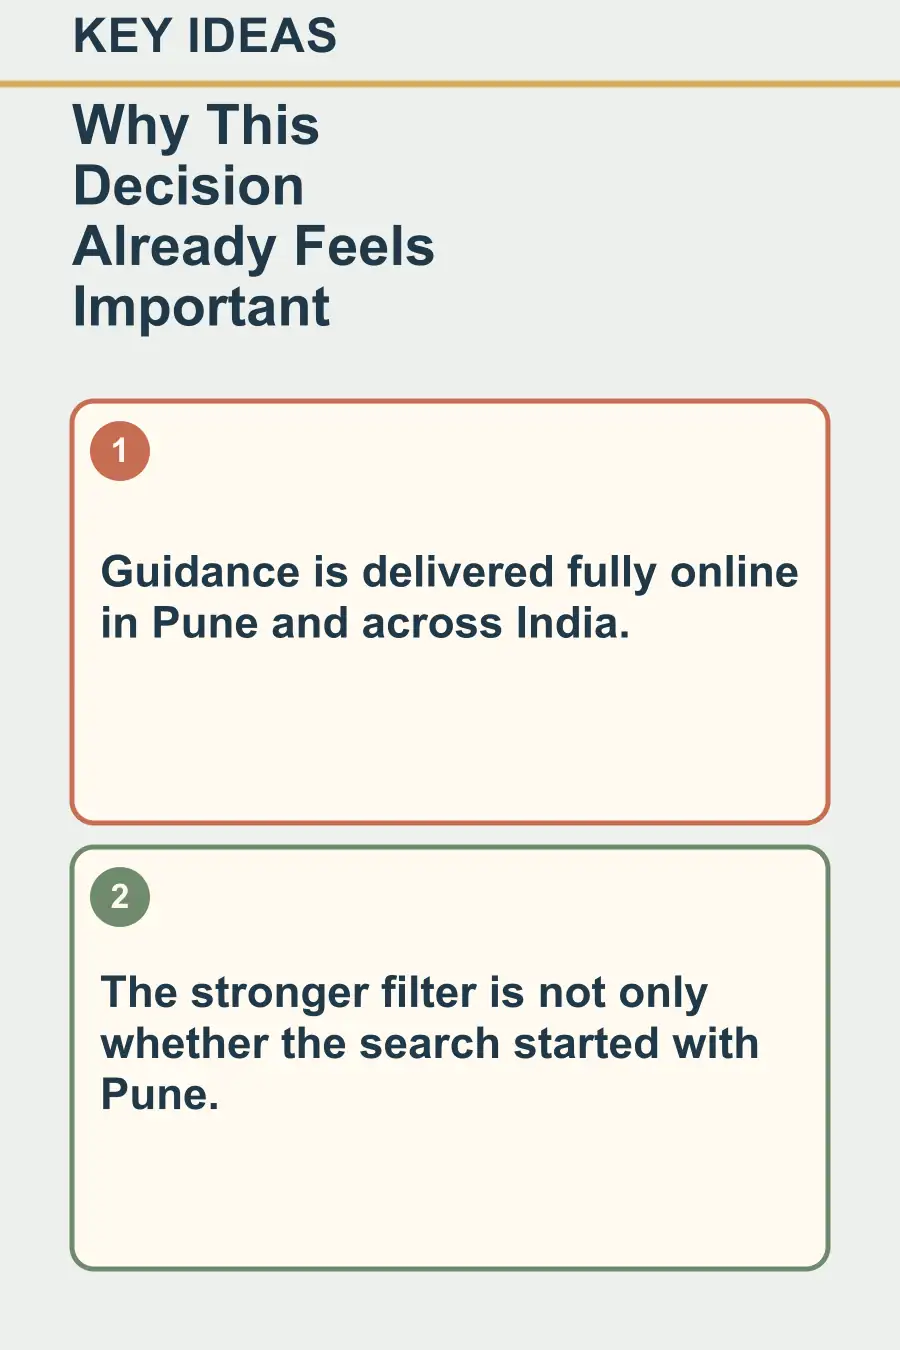 KEY IDEAS
Why This
Decision
Already Feels
Important
1
Guidance is delivered fully online
in Pune and across India.
2
The stronger filter is not only
whether the search started with
Pune.